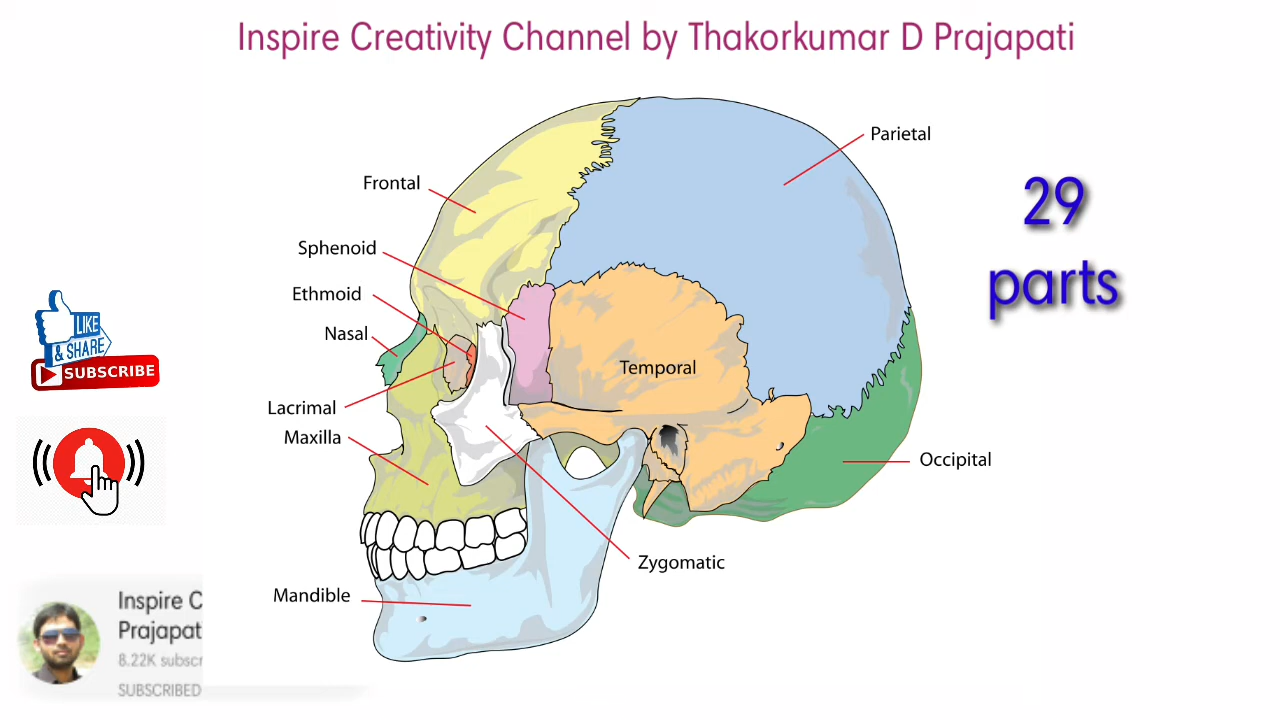 Inspire Creativity Channel by Thakorkumar D Prajapati
Parietal
29
parts
Frontal
Sphenoid
Ethmoid
Nasal
LIKE
& SHARE
SUBSCRIBE
Temporal
Lacrimal
Maxilla
Occipital
Zygomatic
Mandible
Inspire C
Prajapat
8.22K subscr
SUBSCRIBED